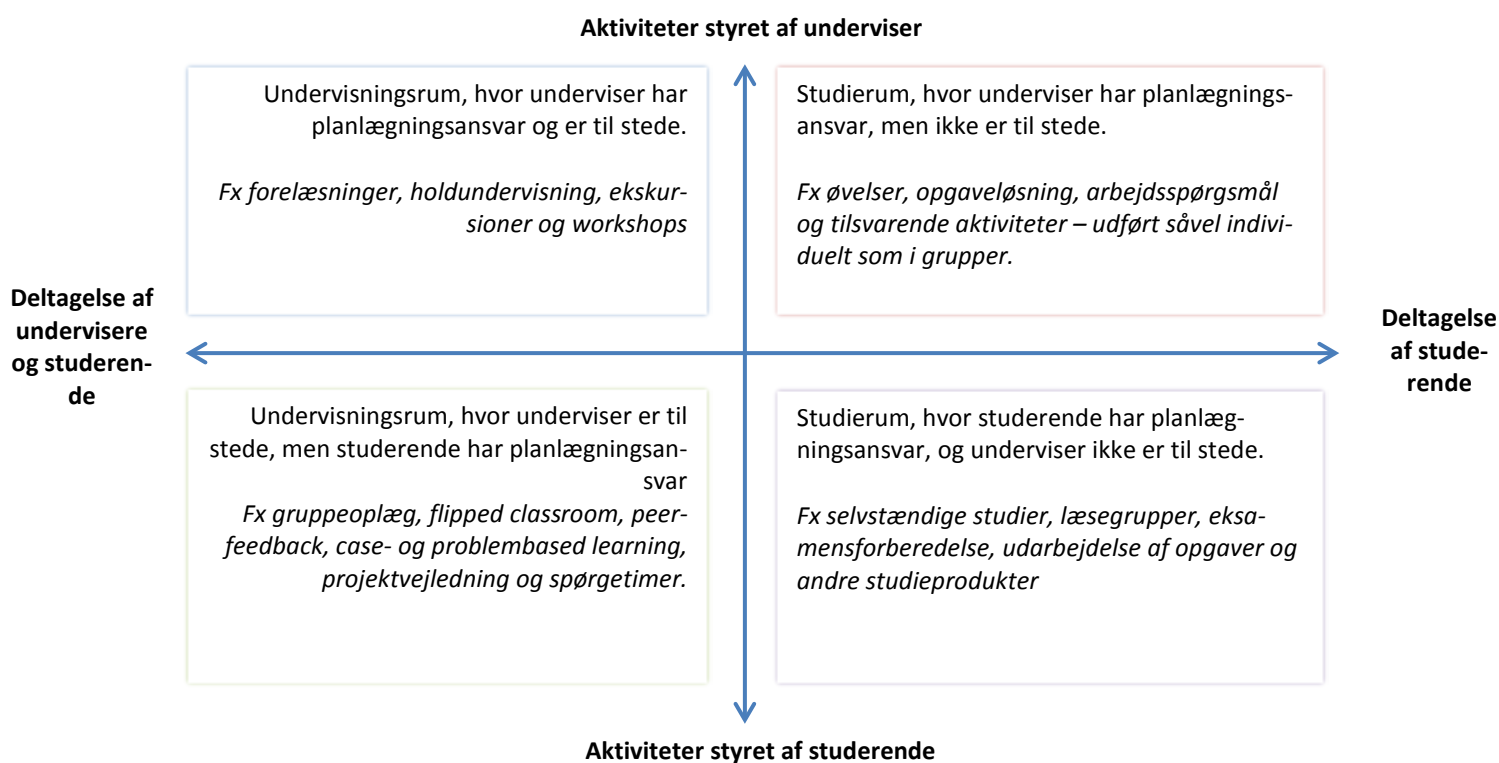 Aktiviteter styret af underviser
Undervisningsrum, hvor underviser har
planlægningsansvar og er til stede.
Fx forelæsninger, holdundervisning, ekskur-
sioner og workshops
Studierum, hvor underviser har planlægnings-
ansvar, men ikke er til stede.
Fx øvelser, opgaveløsning, arbejdsspørgsmål
og tilsvarende aktiviteter – udført såvel indivi-
duelt som i grupper.
Deltagelse af
undervisere
og studeren-
de
Deltagelse
af stude-
rende
Undervisningsrum, hvor underviser er til
stede, men studerende har planlægningsan-
svar
Fx gruppeoplæg, flipped classroom, peer-
feedback, case- og problembased learning,
projektvejledning og spørgetimer.
Studierum, hvor studerende har planlæg-
ningsansvar, og underviser ikke er til stede.
Fx selvstændige studier, læsegrupper, eksa-
mensforberedelse, udarbejdelse af opgaver og
andre studieprodukter
Aktiviteter styret af studerende